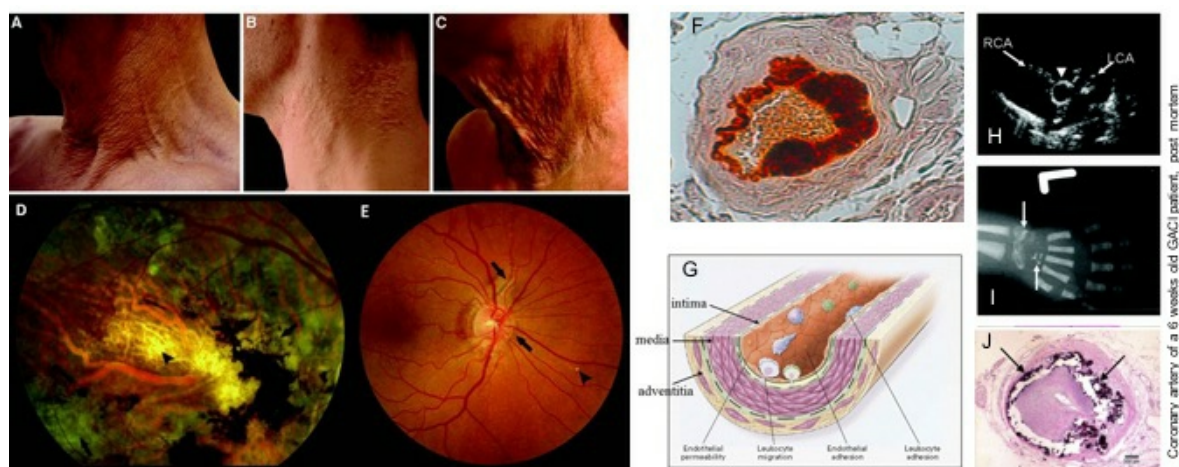 A
B
C
D
E
F
G
intima
media
adventitia
Endothelial
permeability
Leukocyte
migration
Endothelial
adhesion
Leukocyte
adhesion
RCA
LCA
H
I
J
Coronary artery of a 6 weeks old GACI patient, post mortem